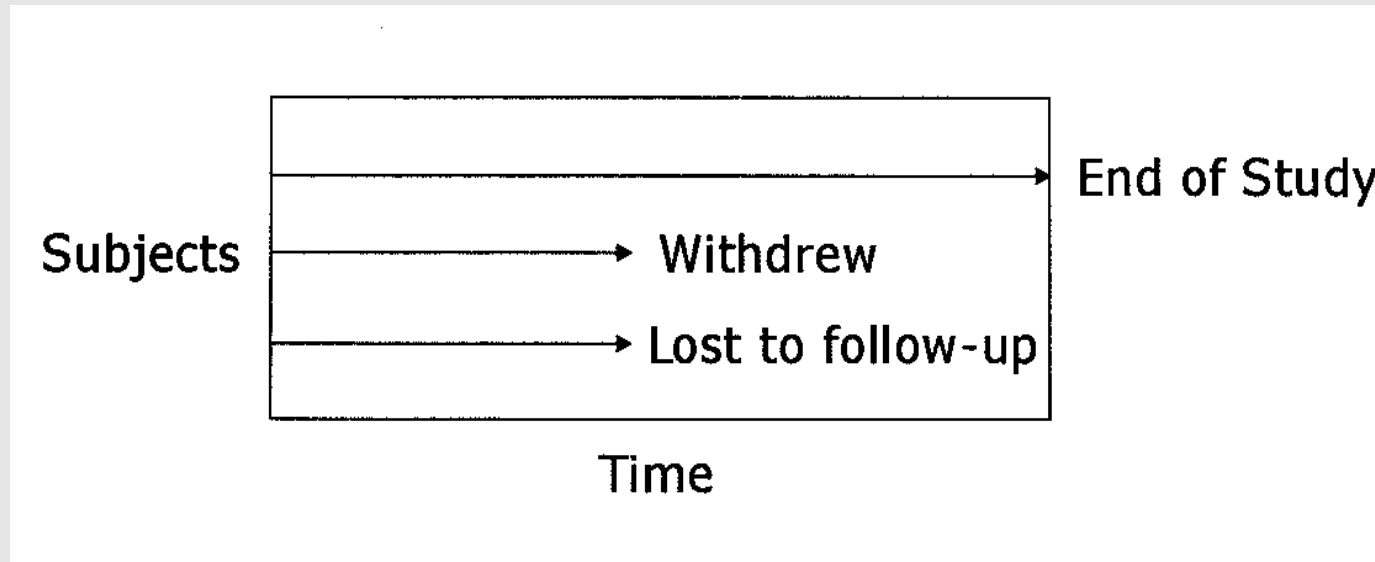 End of Study
Subjects
Withdrew
Lost to follow-up
Time